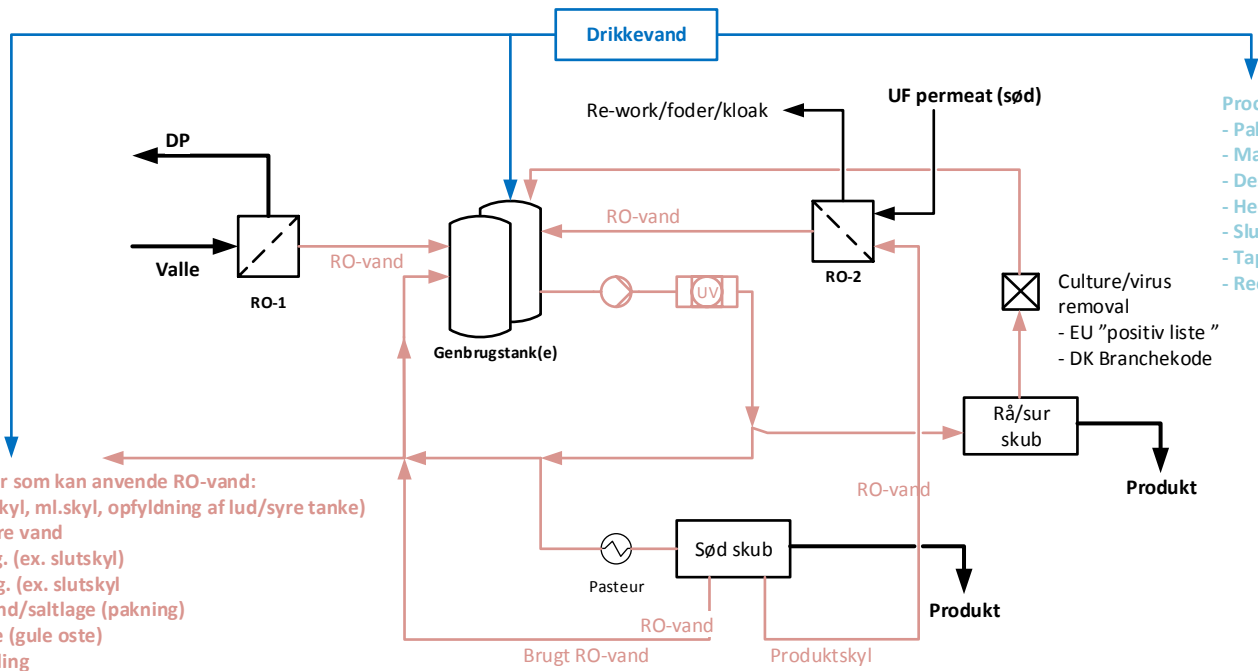 Drikkevand
UF permeat (sød)
Re-work/foder/kloak
DP
Valle
RO-1
RO-vand
Genbrugstank(e)
RO-vand
RO-2
UV
Culture/virus
removal
- EU ”positiv liste ”
- DK Branchekode
Rå/sur
skub
Produkt
RO-vand
Sød skub
Pasteur
Produkt
RO-vand
Brugt RO-vand
Produktskyl
r som kan anvende RO-vand:
kyl, ml.skyl, opfyldning af lud/syre tanke)
re vand
g. (ex. slutskyl)
g. (ex. slutskyl
nd/saltlage (pakning)
e (gule oste)
ling
Prod
- Pak
- Ma
- De
- He
- Slu
- Tap
- Re